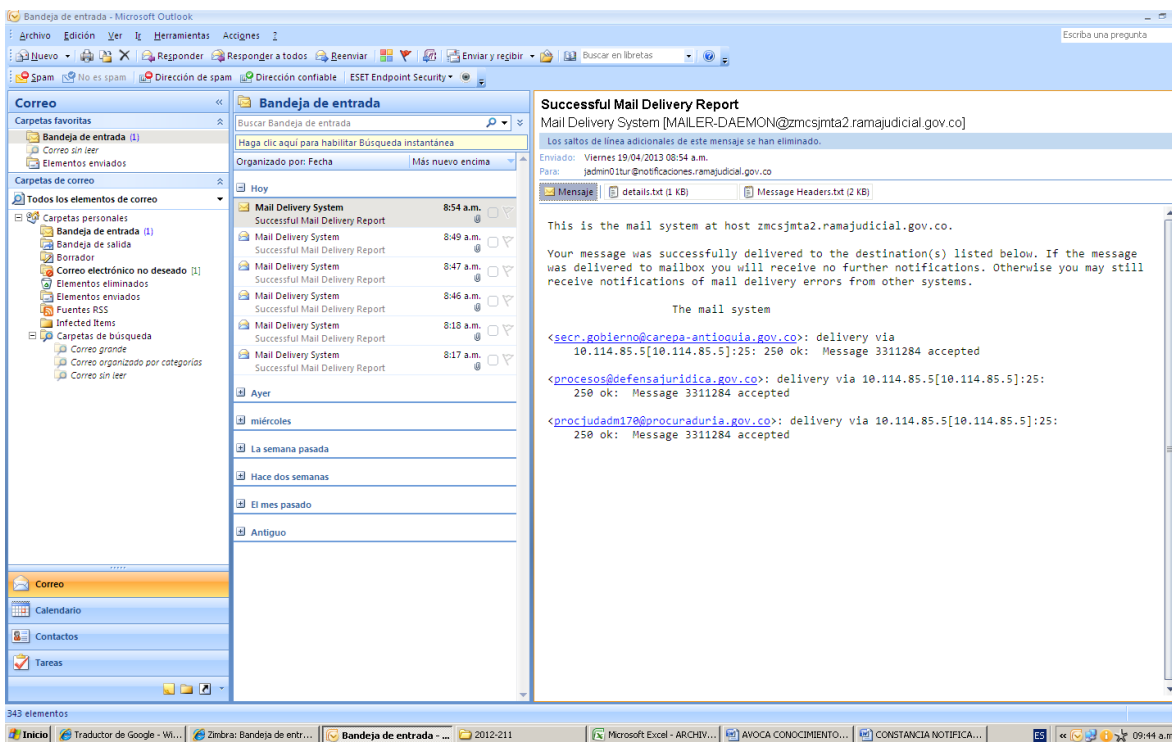 Bandeja de entrada - Microsoft Outlook
Archivo Edición Ver Ir Herramientas Acciones ?
Escriba una pregunta
Nuevo Responder Responder a todos Reenviar Enviar y recibir Buscar en libretas
Spam No es spam Dirección de spam Dirección confiable ESET Endpoint Security
Correo
Carpetas favoritas
Bandeja de entrada (1)
Correo sin leer
Elementos enviados
Carpetas de correo
Todos los elementos de correo
Carpetas personales
Bandeja de entrada (1)
Bandeja de salida
Borrador
Correo electrónico no deseado [1]
Elementos eliminados
Elementos enviados
Fuentes RSS
Infected Items
Carpetas de búsqueda
Correo grande
Correo organizado por categorías
Correo sin leer
Correo
Calendario
Contactos
Tareas
Bandeja de entrada
Buscar Bandeja de entrada
Haga clic aquí para habilitar Búsqueda instantánea
Organizado por: Fecha Más nuevo encima
Hoy
Mail Delivery System 8:54 a.m.
Successful Mail Delivery Report
Mail Delivery System 8:49 a.m.
Successful Mail Delivery Report
Mail Delivery System 8:47 a.m.
Successful Mail Delivery Report
Mail Delivery System 8:46 a.m.
Successful Mail Delivery Report
Mail Delivery System 8:18 a.m.
Successful Mail Delivery Report
Mail Delivery System 8:17 a.m.
Successful Mail Delivery Report
Ayer
miércoles
La semana pasada
Hace dos semanas
El mes pasado
Antiguo
Successful Mail Delivery Report
Mail Delivery System [MAILER-DAEMON@zmcsjmta2.ramajudicial.gov.co]
Los saltos de línea adicionales de este mensaje se han eliminado.
Enviado: Viernes 19/04/2013 08:54 a.m.
Para: jadmin01tur@notificaciones.ramajudicial.gov.co
Mensaje details.txt (1 KB) Message Headers.txt (2 KB)
This is the mail system at host zmcsjmta2.ramajudicial.gov.co.
Your message was successfully delivered to the destination(s) listed below. If the message
was delivered to mailbox you will receive no further notifications. Otherwise you may still
receive notifications of mail delivery errors from other systems.
The mail system
<secr.gobierno@carepa-antioquia.gov.co>: delivery via
10.114.85.5[10.114.85.5]:25: 250 ok: Message 3311284 accepted
<procesos@defensajuridica.gov.co>: delivery via 10.114.85.5[10.114.85.5]:25:
250 ok: Message 3311284 accepted
<procjudadm170@procuraduria.gov.co>: delivery via 10.114.85.5[10.114.85.5]:25:
250 ok: Message 3311284 accepted
343 elementos
Inicio Traductor de Google - Wi... Zimbra: Bandeja de entr... Bandeja de entrada - ... 2012-211 Microsoft Excel - ARCHIV... AVOCA CONOCIMIENTO... CONSTANCIA NOTIFICA... ES 09:44 a.m.